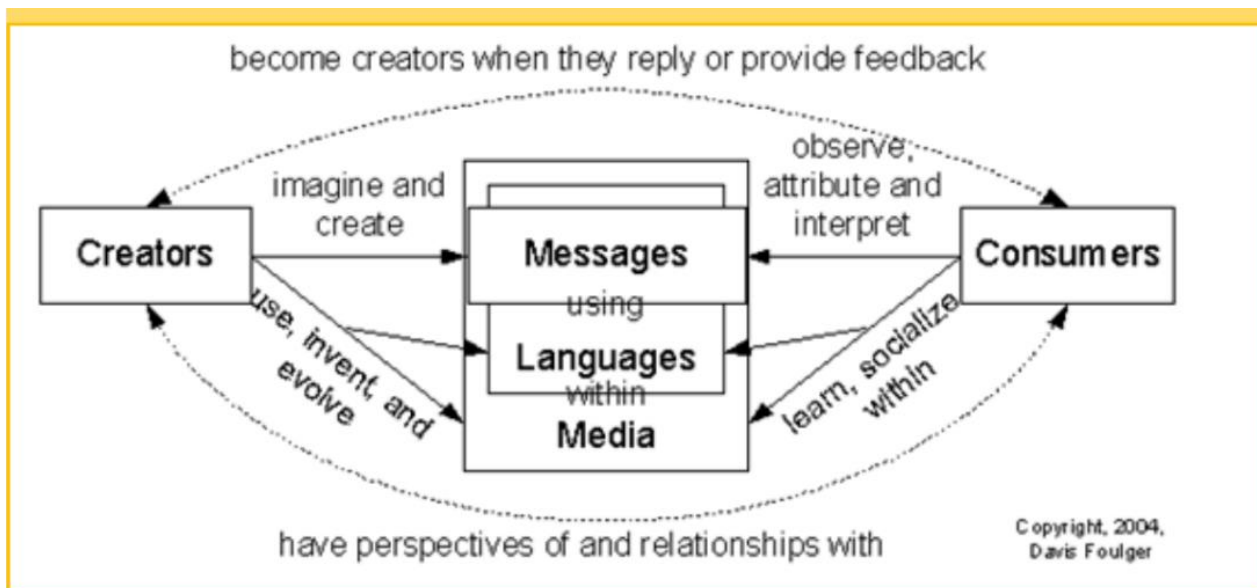 become creators when they reply or provide feedback
imagine and
create
observe,
attribute and
interpret
Creators
Messages
Consumers
using
Languages
within
Media
use, invent, and
evolve
learn, socialize
within
have perspectives of and relationships with
Copyright, 2004,
Davis Foulger